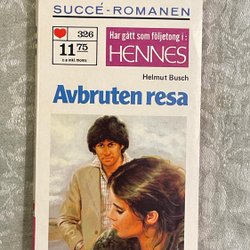 SUCCÉ-ROMANEN
326
11 75
Har gått som följetong i:
HENNES
Helmut Busch
Avbruten resa